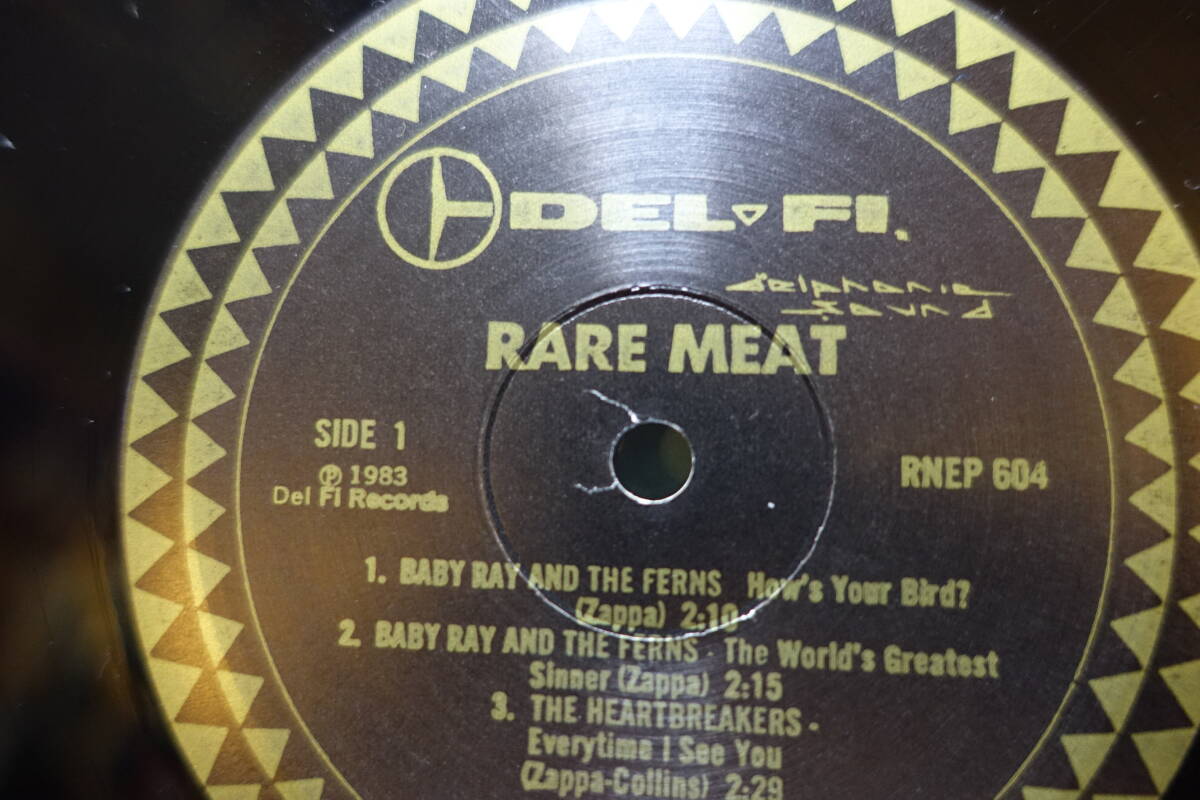 DEL-FI.
RARE MEAT
SIDE 1
℗ 1983
Del Fi Records
RNEP 604
1. BABY RAY AND THE FERNS How's Your Bird?
(Zappa) 2:10
2. BABY RAY AND THE FERNS - The World's Greatest
Sinner (Zappa) 2:15
3. THE HEARTBREAKERS -
Everytime I See You
(Zappa-Collins) 2:29